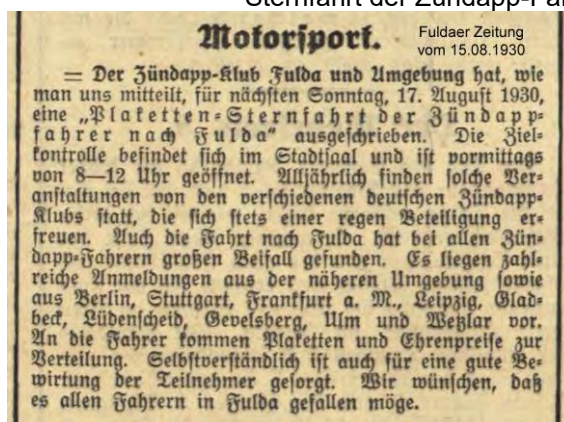 Sternfahrt der Zündapp-Fa
Motorsport.
Fuldaer Zeitung
vom 15.08.1930
= Der Zündapp-Klub Fulda und Umgebung hat, wie
man uns mitteilt, für nächsten Sonntag, 17. August 1930,
eine „Plaketten-Sternfahrt der Zündapp-
fahrer nach Fulda“ ausgeschrieben. Die Ziel-
kontrolle befindet sich im Stadtsaal und ist vormittags
von 8—12 Uhr geöffnet. Alljährlich finden solche Ver-
anstaltungen von den verschiedenen deutschen Zündapp-
Klubs statt, die sich stets einer regen Beteiligung er-
freuen. Auch die Fahrt nach Fulda hat bei allen Zün-
dapp-Fahrern großen Beifall gefunden. Es liegen zahl-
reiche Anmeldungen aus der näheren Umgebung sowie
aus Berlin, Stuttgart, Frankfurt a. M., Leipzig, Glad-
beck, Lüdenscheid, Gevelsberg, Ulm und Wetzlar vor.
An die Fahrer kommen Plaketten und Ehrenpreise zur
Verteilung. Selbstverständlich ist auch für eine gute Be-
wirtung der Teilnehmer gesorgt. Wir wünschen, daß
es allen Fahrern in Fulda gefallen möge.